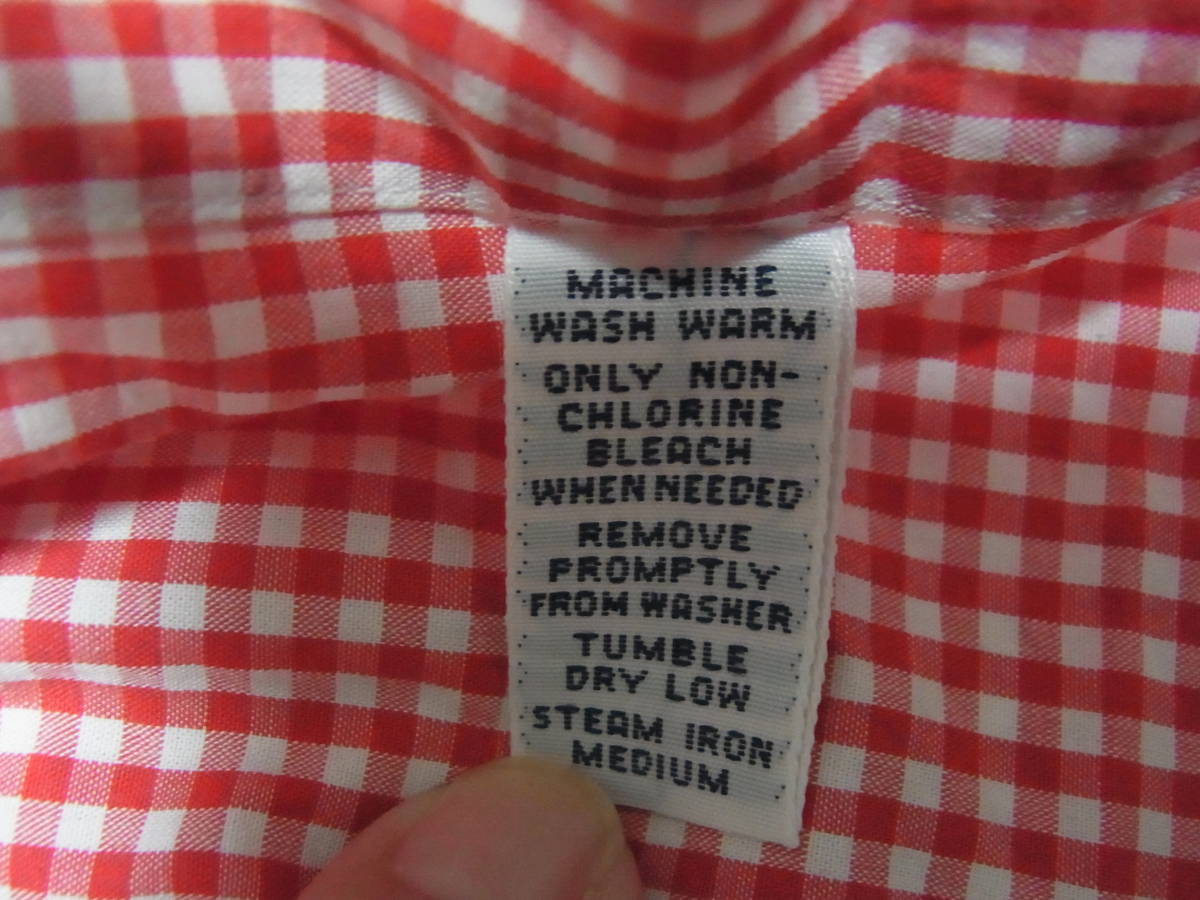 MACHINE
WASH WARM
ONLY NON-
CHLORINE
BLEACH
WHEN NEEDED
REMOVE
PROMPTLY
FROM WASHER
TUMBLE
DRY LOW
STEAM IRON
MEDIUM